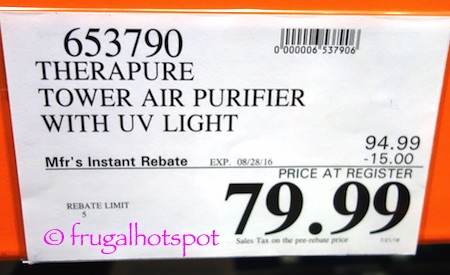 653790
0000006 537906
THERAPURE
TOWER AIR PURIFIER
WITH UV LIGHT
94.99
Mfr's Instant Rebate EXP. 08/28/16 -15.00
PRICE AT REGISTER
79.99
REBATE LIMIT
5
© frugalhotspot
Sales Tax on the pre-rebate price